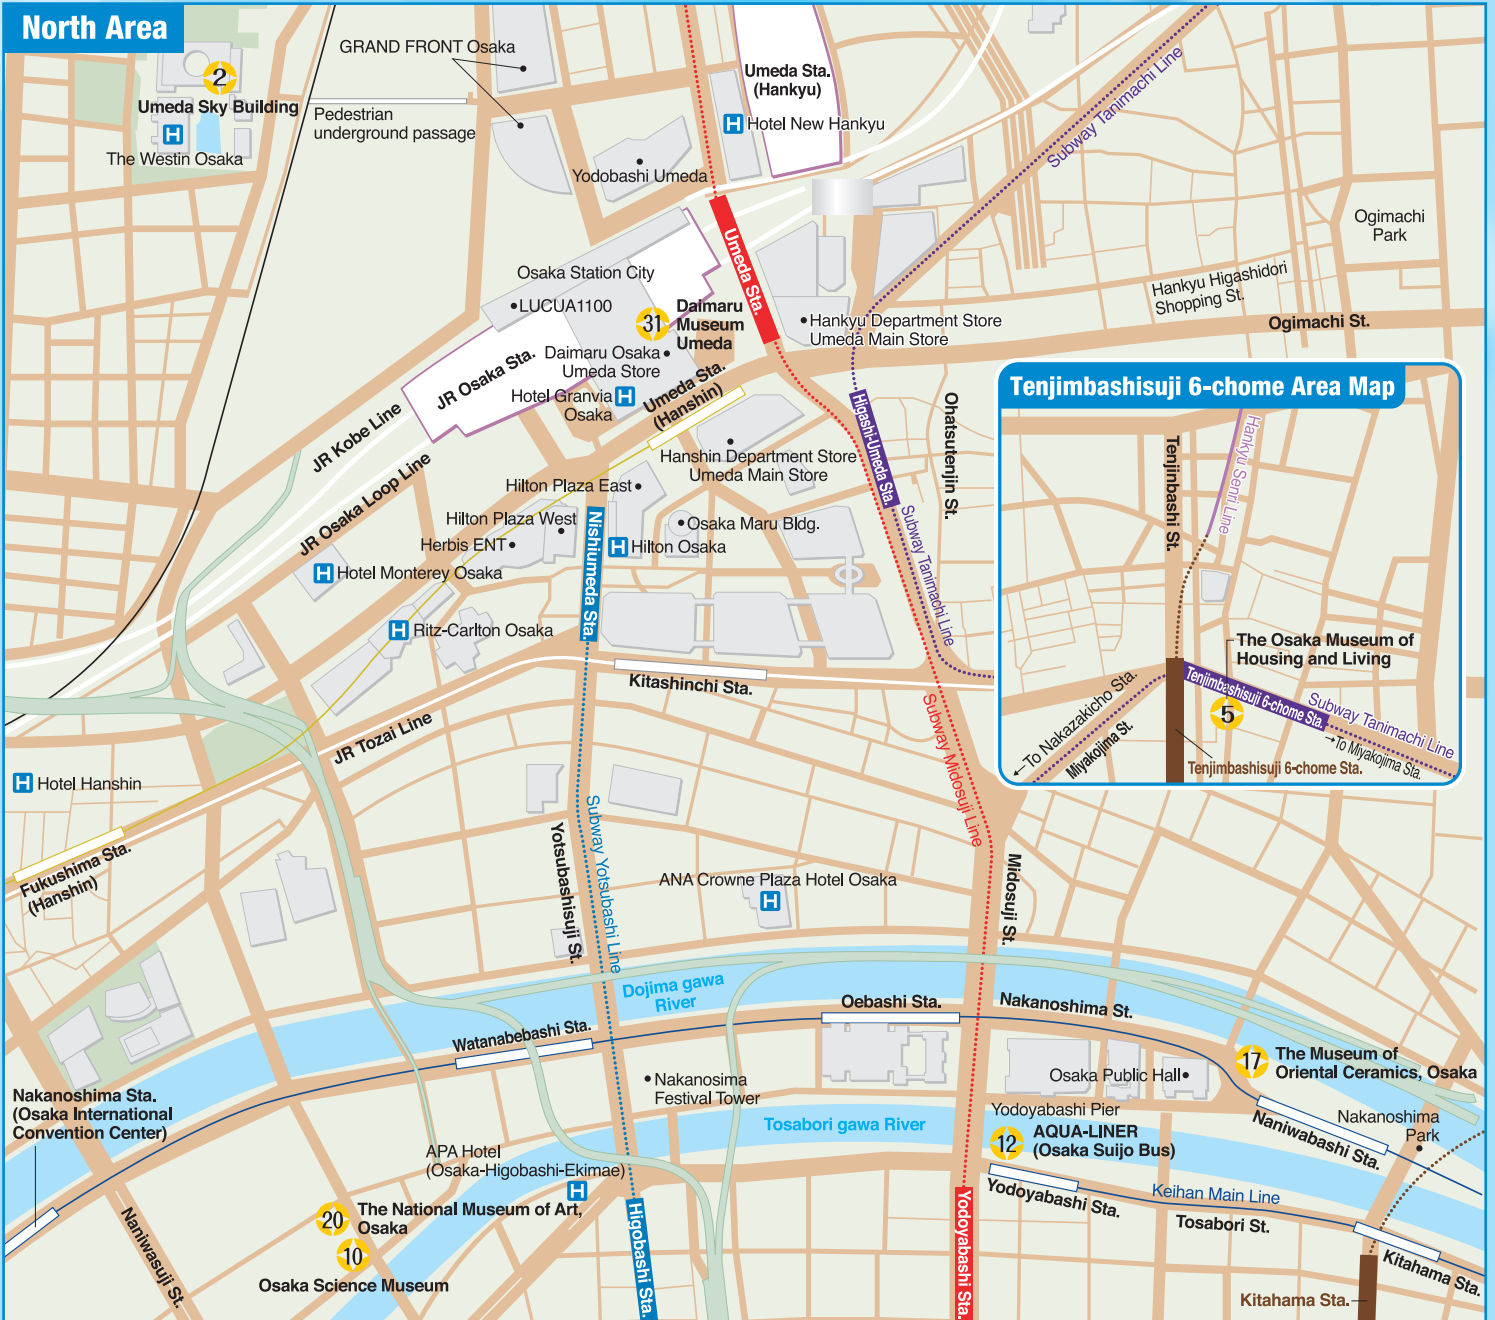 North Area
GRAND FRONT Osaka
2
Umeda Sky Building
H
The Westin Osaka
Pedestrian
underground passage
Umeda Sta.
(Hankyu)
H Hotel New Hankyu
Subway Tanimachi Line
Yodobashi Umeda
Umeda Sta.
Ogimachi
Park
Osaka Station City
LUCUA1100
31
Daimaru
Museum
Umeda
Hankyu Higashidori
Shopping St.
Hankyu Department Store
Umeda Main Store
Ogimachi St.
JR Osaka Sta.
Daimaru Osaka
Umeda Store
Hotel Granvia
Osaka
H
Umeda Sta.
(Hanshin)
JR Kobe Line
JR Osaka Loop Line
Higashi-Umeda Sta.
Ohatsutenjin St.
Hanshin Department Store
Umeda Main Store
Hilton Plaza East
Hilton Plaza West
Herbis ENT
Nishiumeda Sta.
Osaka Maru Bldg.
H Hilton Osaka
Subway Tanimachi Line
H Hotel Monterey Osaka
H Ritz-Carlton Osaka
Kitashinchi Sta.
JR Tozai Line
Subway Midosuji Line
Tenjimbashisuji 6-chome Area Map
Tenjinbashi St.
Hankyu Senri Line
The Osaka Museum of
Housing and Living
Tenjimbashisuji 6-chome Sta.
5
Subway Tanimachi Line
←To Nakazakicho Sta.
Miyakojima St.
→To Miyakojima Sta.
Tenjimbashisuji 6-chome Sta.
H Hotel Hanshin
Fukushima Sta.
(Hanshin)
Yotsubashisuji St.
Subway Yotsubashi Line
ANA Crowne Plaza Hotel Osaka
H
Midosuji St.
Dojima gawa
River
Oebashi Sta.
Nakanoshima St.
Watanabebashi Sta.
17
The Museum of
Oriental Ceramics, Osaka
Osaka Public Hall
Nakanosima
Festival Tower
Nakanoshima Sta.
(Osaka International
Convention Center)
Tosabori gawa River
Yodoyabashi Pier
12
AQUA-LINER
(Osaka Suijo Bus)
Naniwabashi Sta.
Nakanoshima
Park
APA Hotel
(Osaka-Higobashi-Ekimae)
H
Yodoyabashi Sta.
Keihan Main Line
Tosabori St.
20
The National Museum of Art,
Osaka
10
Osaka Science Museum
Naniwasuji St.
Higobashi Sta.
Yodoyabashi Sta.
Kitahama Sta.
Kitahama Sta.